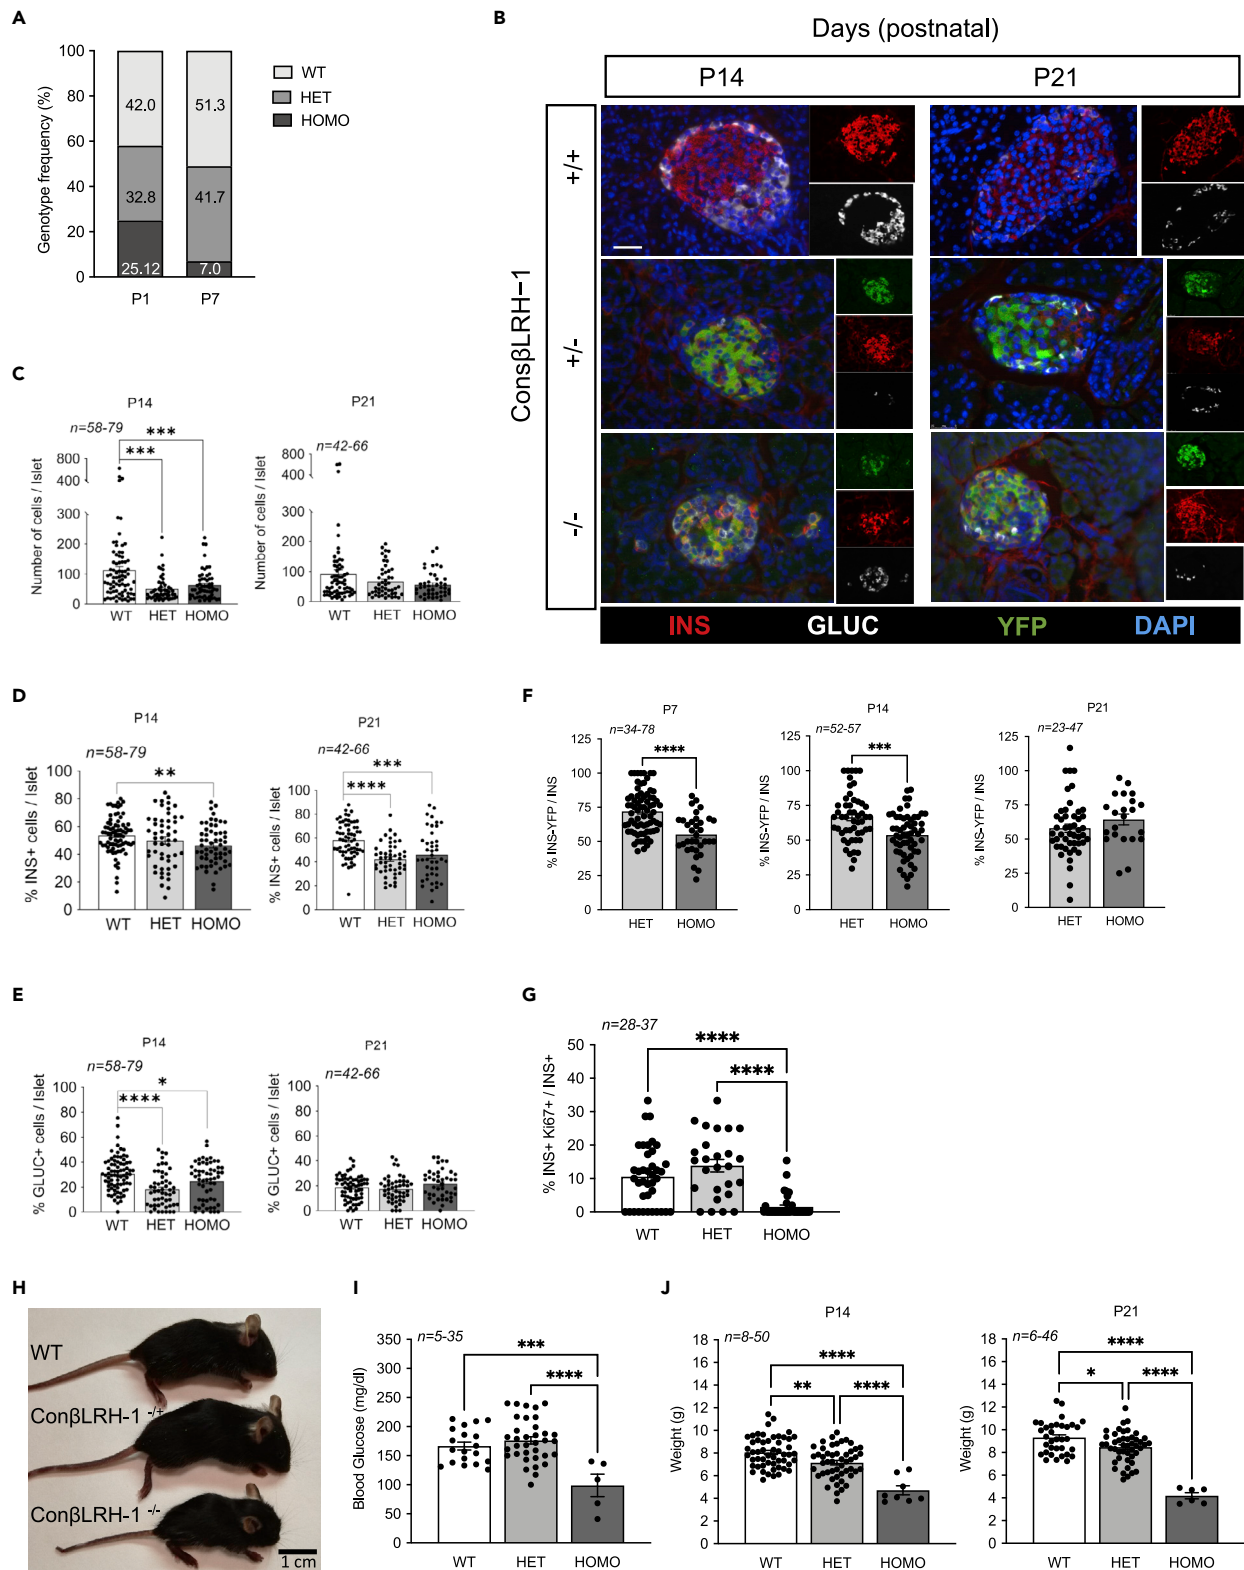 A
Genotype frequency (%)
100
80
60
40
20
0
42.0
32.8
25.12
51.3
41.7
7.0
P1
P7
WT
HET
HOMO
B
Days (postnatal)
P14
P21
ConsβLRH−1
+/+
+/-
-/-
INS
GLUC
YFP
DAPI
C
P14
n=58-79
***
***
Number of cells / Islet
800
400
300
200
100
0
WT
HET
HOMO
P21
n=42-66
Number of cells / Islet
800
400
300
200
100
0
WT
HET
HOMO
D
P14
n=58-79
**
% INS+ cells / Islet
100
80
60
40
20
0
WT
HET
HOMO
P21
n=42-66
***
****
% INS+ cells / Islet
100
80
60
40
20
0
WT
HET
HOMO
E
P14
n=58-79
*
****
% GLUC+ cells / Islet
100
80
60
40
20
0
WT
HET
HOMO
P21
n=42-66
% GLUC+ cells / Islet
100
80
60
40
20
0
WT
HET
HOMO
F
P7
n=34-78
****
% INS-YFP / INS
125
100
75
50
25
0
HET
HOMO
P14
n=52-57
***
% INS-YFP / INS
125
100
75
50
25
0
HET
HOMO
P21
n=23-47
% INS-YFP / INS
125
100
75
50
25
0
HET
HOMO
G
n=28-37
****
****
% INS+ Ki67+ / INS+
50
40
30
20
10
0
WT
HET
HOMO
H
WT
ConβLRH-1 -/+
ConβLRH-1 -/-
1 cm
I
n=5-35
***
****
Blood Glucose (mg/dl)
350
300
250
200
150
100
50
0
WT
HET
HOMO
J
P14
n=8-50
****
**
****
Weight (g)
18
16
14
12
10
8
6
4
2
0
WT
HET
HOMO
P21
n=6-46
****
*
****
Weight (g)
18
16
14
12
10
8
6
4
2
0
WT
HET
HOMO